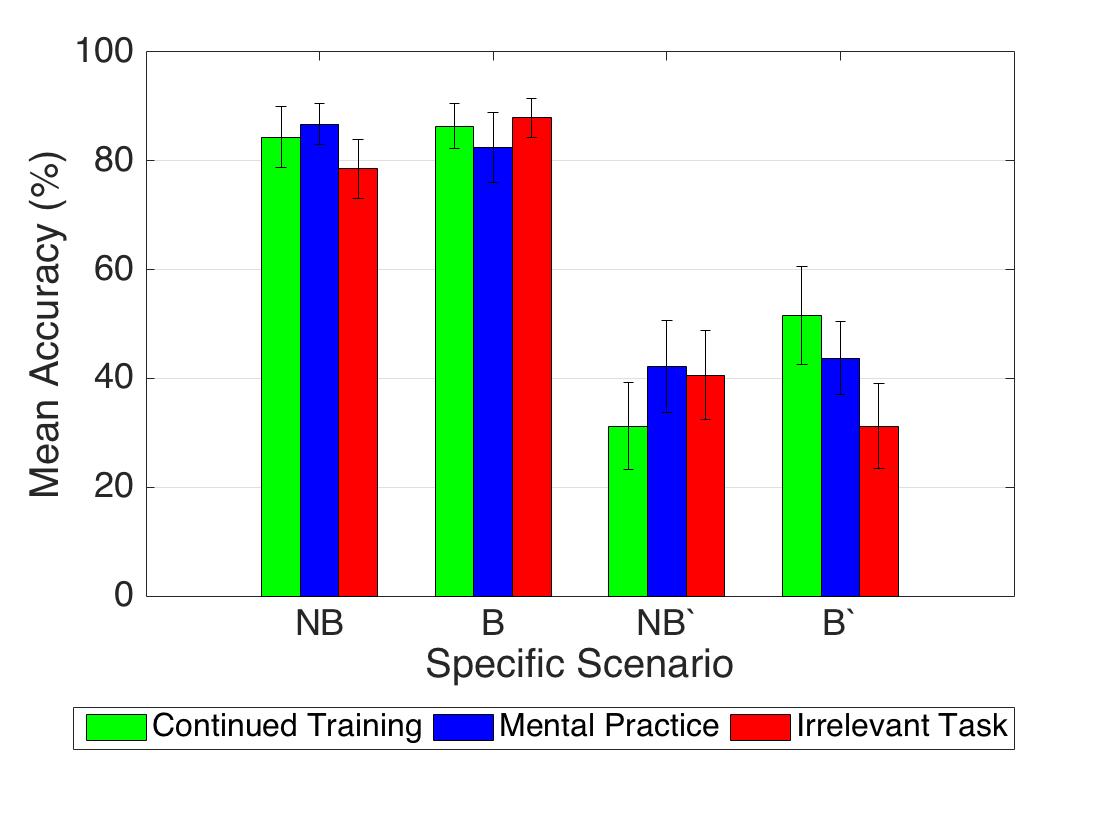 Mean Accuracy (%)
100
80
60
40
20
0
NB B NB` B`
Specific Scenario
Continued Training Mental Practice Irrelevant Task